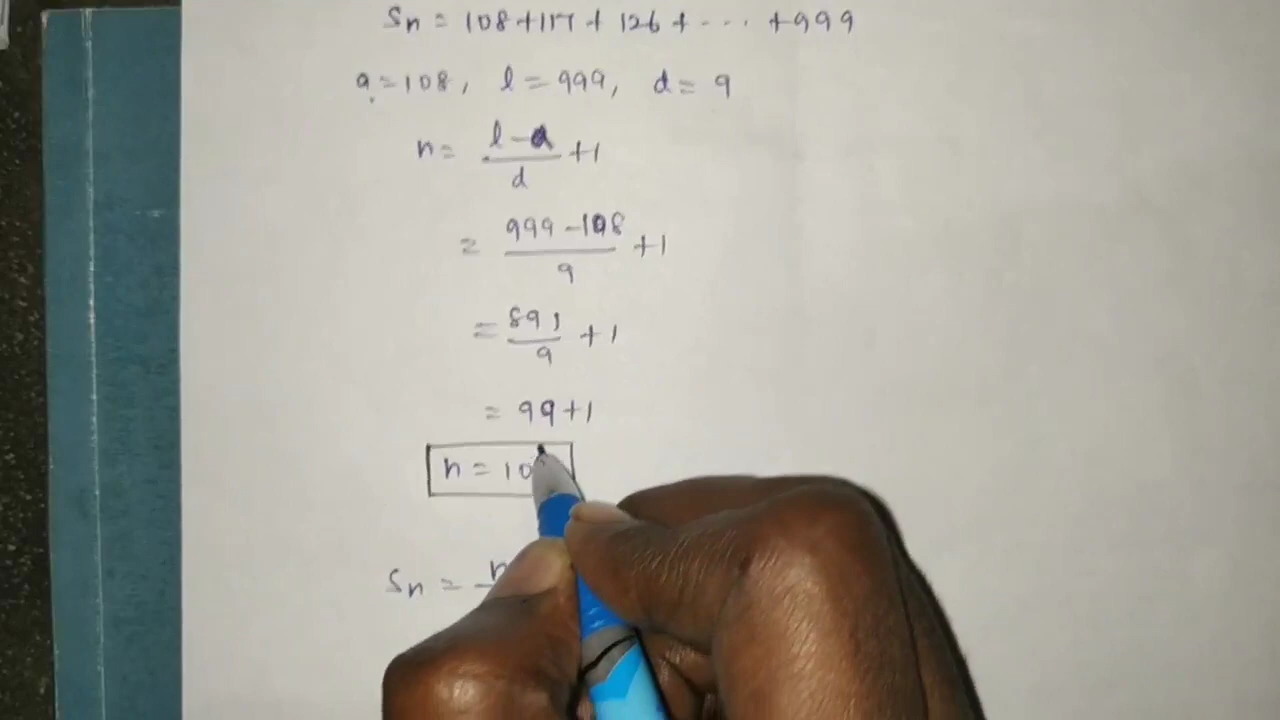 Sn = 108 + 117 + 126 + ... + 999
a = 108, l = 999, d = 9
n = (l - a)/d + 1
= (999 - 108)/9 + 1
= 891/9 + 1
= 99 + 1
n = 10
Sn = n